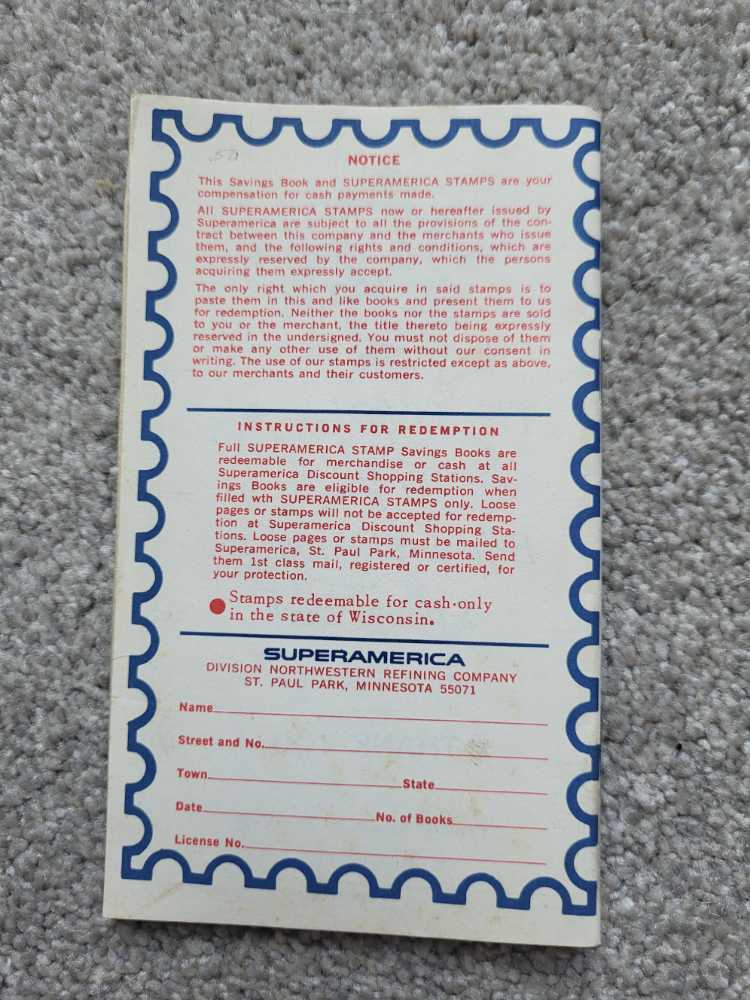 .50
NOTICE
This Savings Book and SUPERAMERICA STAMPS are your
compensation for cash payments made.
All SUPERAMERICA STAMPS now or hereafter issued by
Superamerica are subject to all the provisions of the con-
tract between this company and the merchants who issue
them, and the following rights and conditions, which are
expressly reserved by the company, which the persons
acquiring them expressly accept.
The only right which you acquire in said stamps is to
paste them in this and like books and present them to us
for redemption. Neither the books nor the stamps are sold
to you or the merchant, the title thereto being expressly
reserved in the undersigned. You must not dispose of them
or make any other use of them without our consent in
writing. The use of our stamps is restricted except as above,
to our merchants and their customers.
INSTRUCTIONS FOR REDEMPTION
Full SUPERAMERICA STAMP Savings Books are
redeemable for merchandise or cash at all
Superamerica Discount Shopping Stations. Sav-
ings Books are eligible for redemption when
filled wth SUPERAMERICA STAMPS only. Loose
pages or stamps will not be accepted for redemp-
tion at Superamerica Discount Shopping Sta-
tions. Loose pages or stamps must be mailed to
Superamerica, St. Paul Park, Minnesota. Send
them 1st class mail, registered or certified, for
your protection.
Stamps redeemable for cash-only
in the state of Wisconsin.
SUPERAMERICA
DIVISION NORTHWESTERN REFINING COMPANY
ST. PAUL PARK, MINNESOTA 55071
Name
Street and No.
Town State
Date No. of Books
License No.